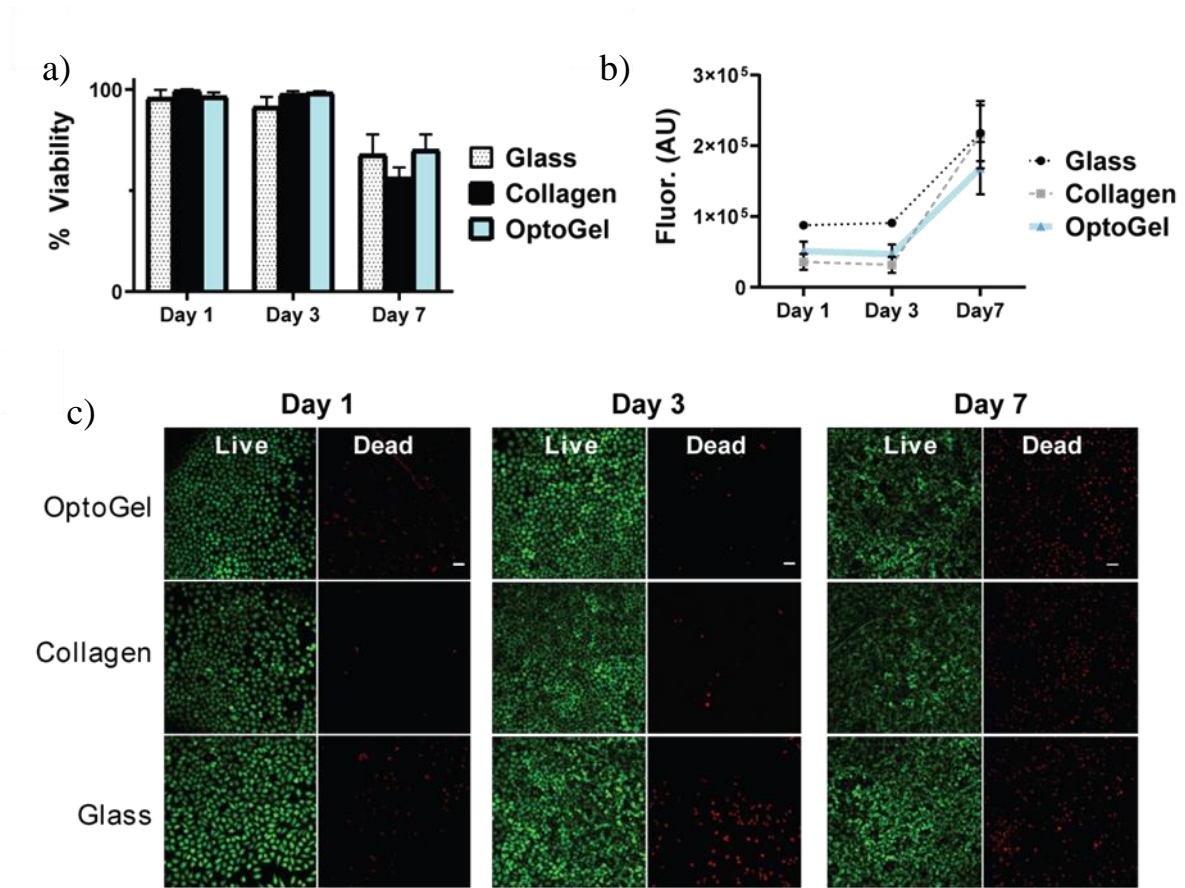 a)
100
0
% Viability
Day 1 Day 3 Day 7
Glass
Collagen
OptoGel
b)
3×10⁵
2×10⁵
1×10⁵
0
Fluor. (AU)
Day 1 Day 3 Day7
Glass
Collagen
OptoGel
c)
Day 1 Day 3 Day 7
Live Dead Live Dead Live Dead
OptoGel
Collagen
Glass